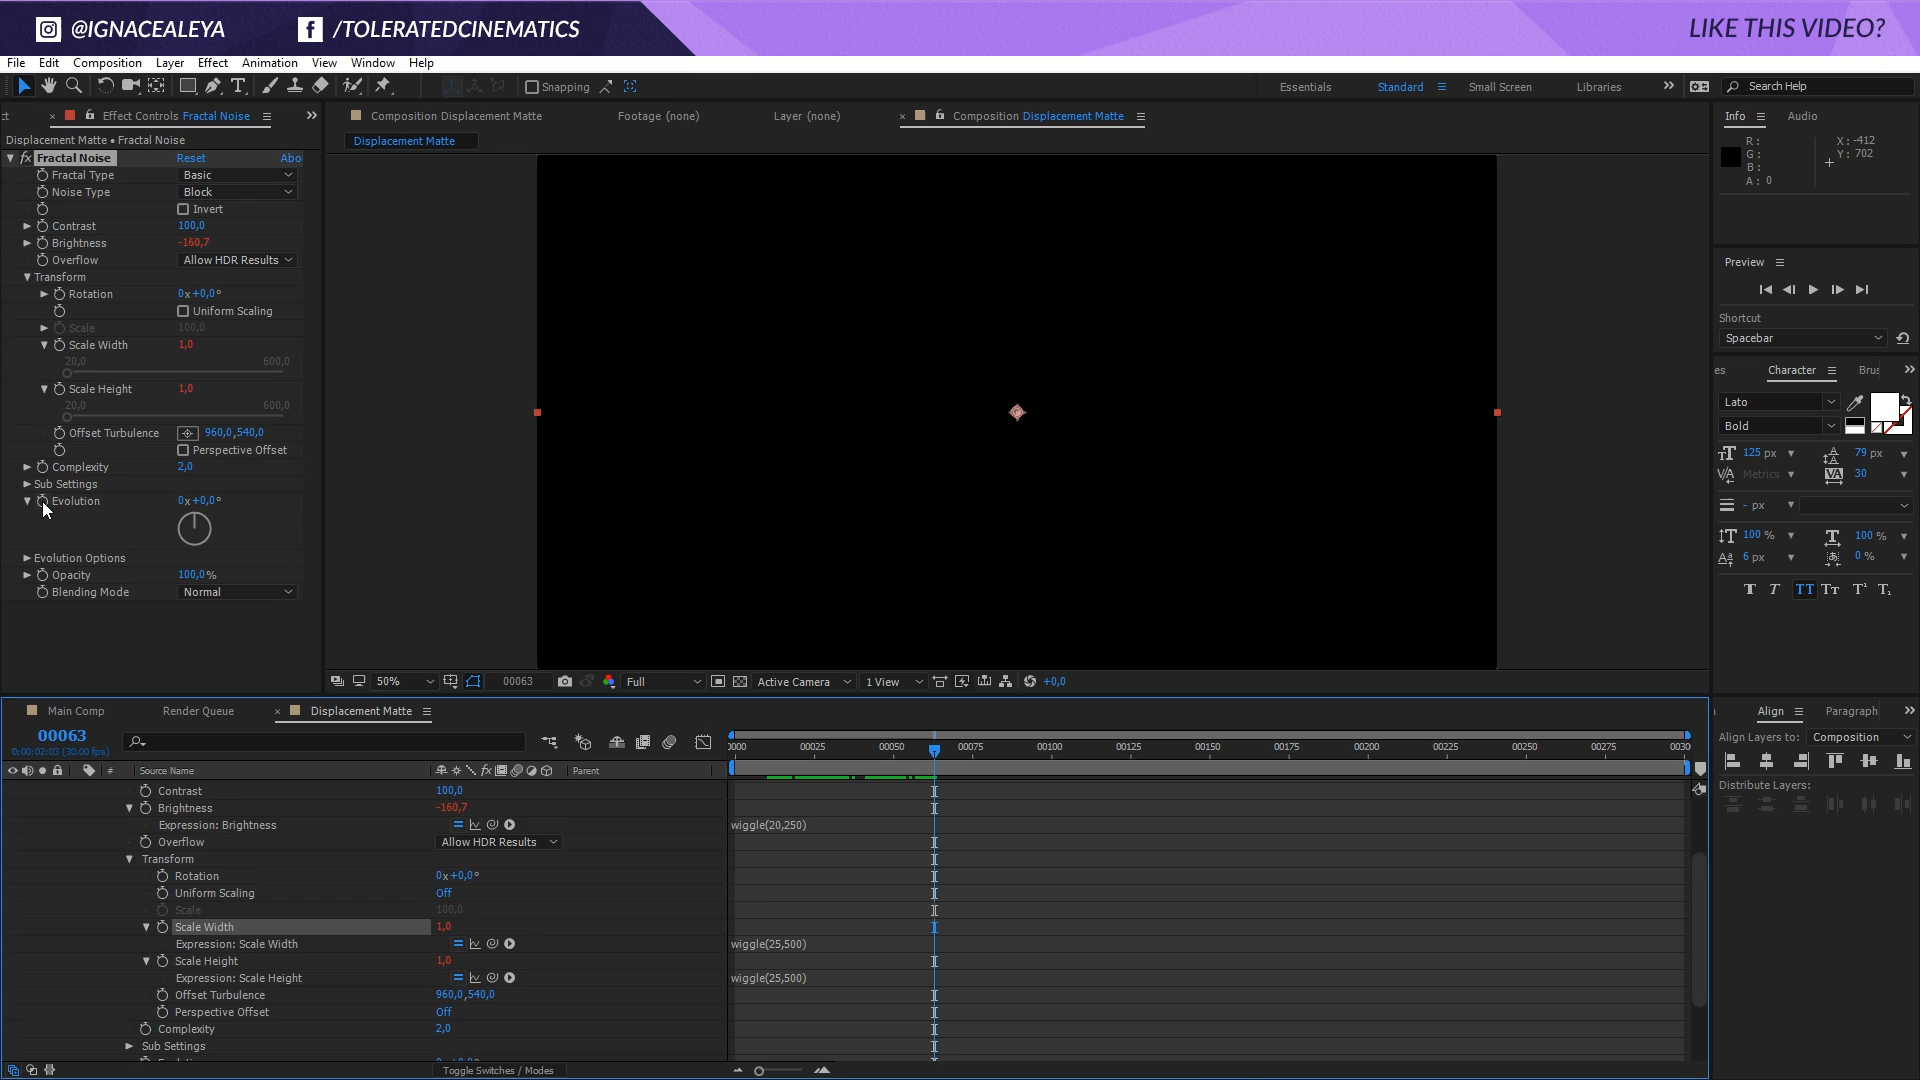 @IGNACEALEYA
/TOLERATEDCINEMATICS
LIKE THIS VIDEO?
File Edit Composition Layer Effect Animation View Window Help
Snapping
Essentials Standard Small Screen Libraries
Search Help
Effect Controls Fractal Noise
Displacement Matte • Fractal Noise
fx Fractal Noise Reset Abo
Fractal Type Basic
Noise Type Block
Invert
Contrast 100,0
Brightness -160,7
Overflow Allow HDR Results
Transform
Rotation 0x+0,0°
Uniform Scaling
Scale 100,0
Scale Width 1,0
20,0 600,0
Scale Height 1,0
20,0 600,0
Offset Turbulence 960,0,540,0
Perspective Offset
Complexity 2,0
Sub Settings
Evolution 0x+0,0°
Evolution Options
Opacity 100,0%
Blending Mode Normal
Composition Displacement Matte
Footage (none)
Layer (none)
Composition Displacement Matte
Displacement Matte
50% 00063 Full Active Camera 1 View +0,0
Info Audio
R:
G:
B:
A: 0
X: -412
Y: 702
Preview
Shortcut
Spacebar
es Character Brus
Lato
Bold
125 px 79 px
Metrics 30
- px
100 % 100 %
6 px 0 %
Align Paragraph
Align Layers to: Composition
Distribute Layers:
Main Comp Render Queue Displacement Matte
00063
0:00:02:03 (30.00 fps)
# Source Name Parent
0000 00025 00050 00075 00100 00125 00150 00175 00200 00225 00250 00275 0030
Contrast 100,0
Brightness -160,7
Expression: Brightness wiggle(20,250)
Overflow Allow HDR Results
Transform
Rotation 0x+0,0°
Uniform Scaling Off
Scale 100,0
Scale Width 1,0
Expression: Scale Width wiggle(25,500)
Scale Height 1,0
Expression: Scale Height wiggle(25,500)
Offset Turbulence 960,0,540,0
Perspective Offset Off
Complexity 2,0
Sub Settings
Toggle Switches / Modes